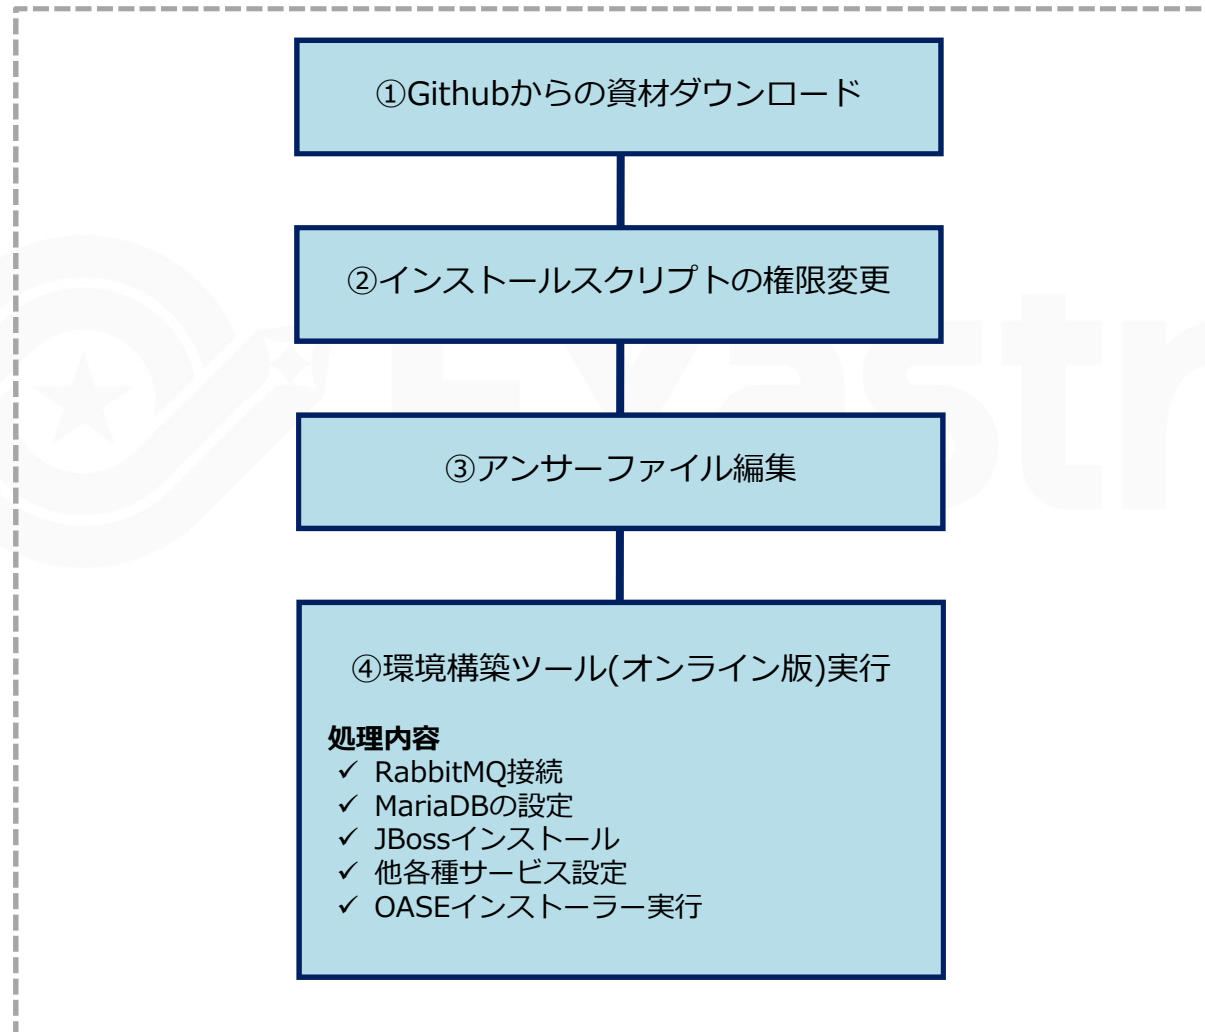 ①Githubからの資材ダウンロード
②インストールスクリプトの権限変更
③アンサーファイル編集
④環境構築ツール(オンライン版)実行
処理内容
✓ RabbitMQ接続
✓ MariaDBの設定
✓ JBossインストール
✓ 他各種サービス設定
✓ OASEインストーラー実行